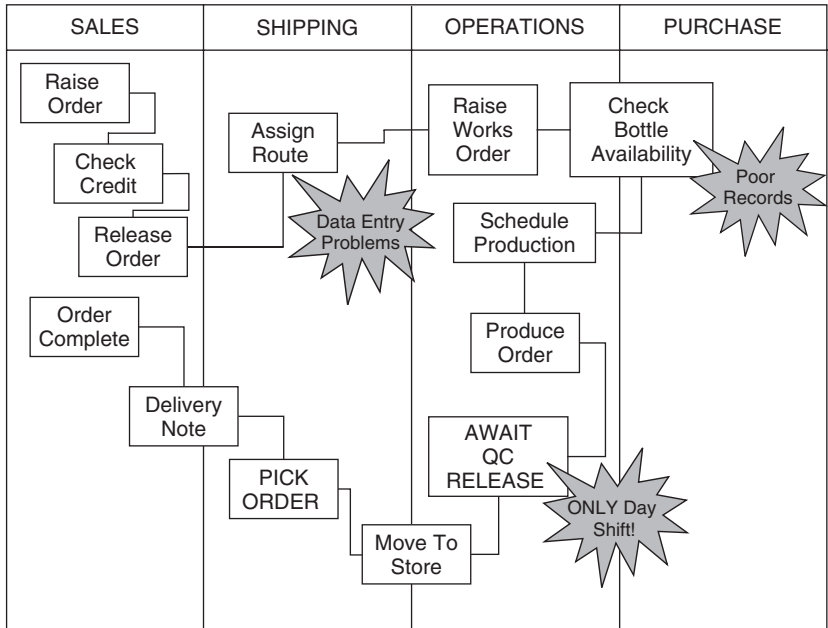 SALES
SHIPPING
OPERATIONS
PURCHASE
Raise
Order
Check
Credit
Release
Order
Assign
Route
Data Entry
Problems
Raise
Works
Order
Check
Bottle
Availability
Poor
Records
Schedule
Production
Produce
Order
AWAIT
QC
RELEASE
ONLY Day
Shift!
Move To
Store
PICK
ORDER
Delivery
Note
Order
Complete